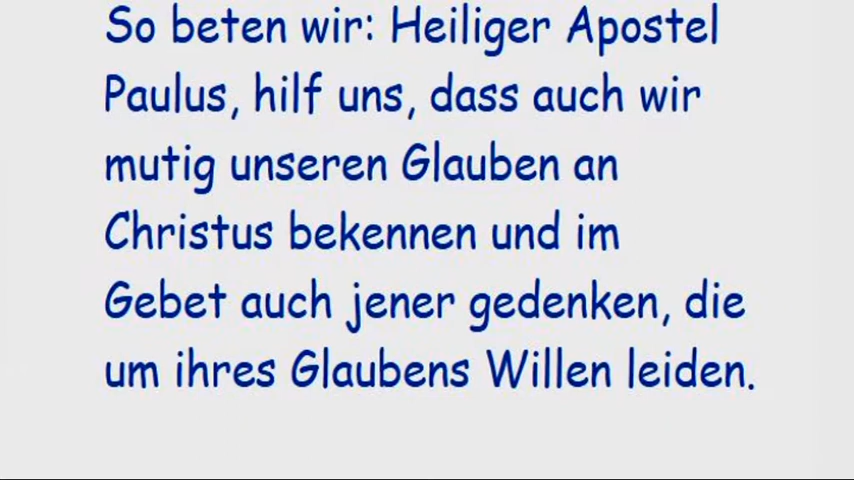 So beten wir: Heiliger Apostel
Paulus, hilf uns, dass auch wir
mutig unseren Glauben an
Christus bekennen und im
Gebet auch jener gedenken, die
um ihres Glaubens Willen leiden.